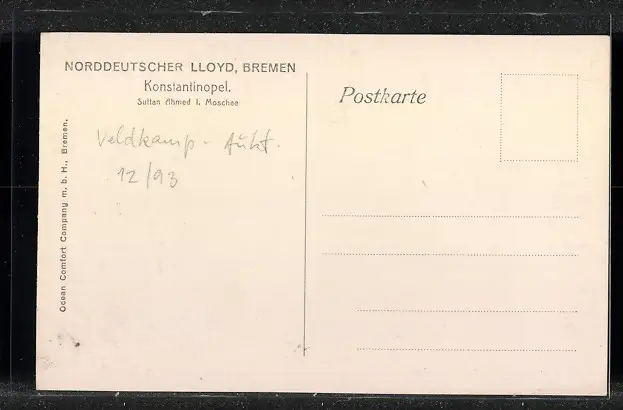 NORDDEUTSCHER LLOYD, BREMEN
Konstantinopel.
Sultan Ahmed I. Moschee
Postkarte
Veldkamp - Aukt.
12/93
Ocean Comfort Company m. b. H., Bremen.